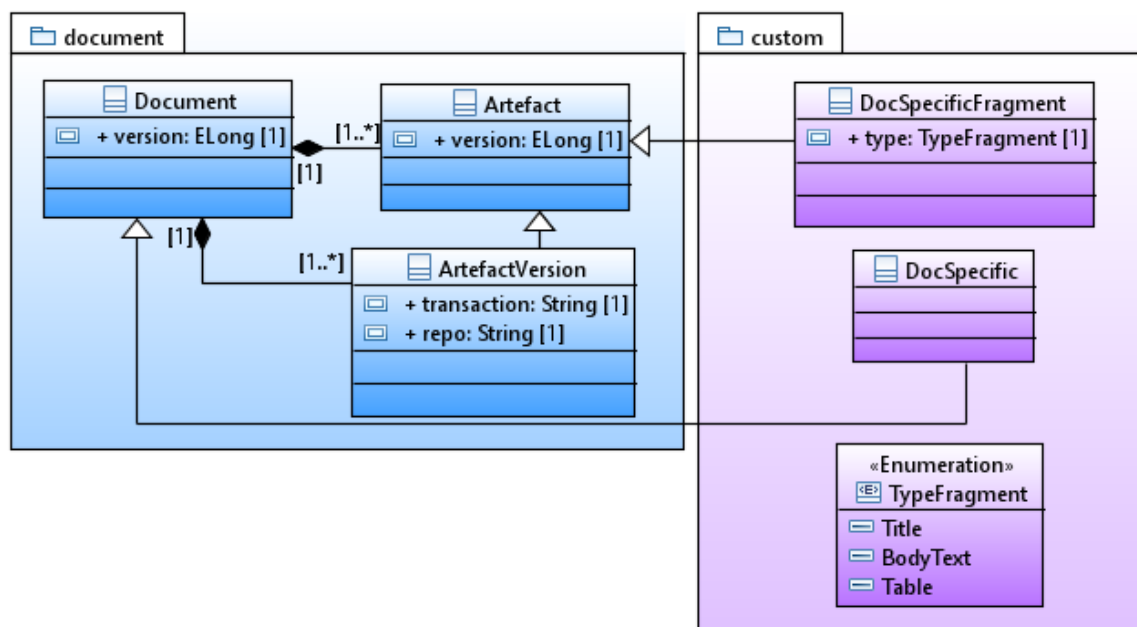 document
Document
+ version: ELong [1]
[1..*]
[1]
Artefact
+ version: ELong [1]
[1]
[1..*]
ArtefactVersion
+ transaction: String [1]
+ repo: String [1]
custom
DocSpecificFragment
+ type: TypeFragment [1]
DocSpecific
«Enumeration»
<E> TypeFragment
Title
BodyText
Table